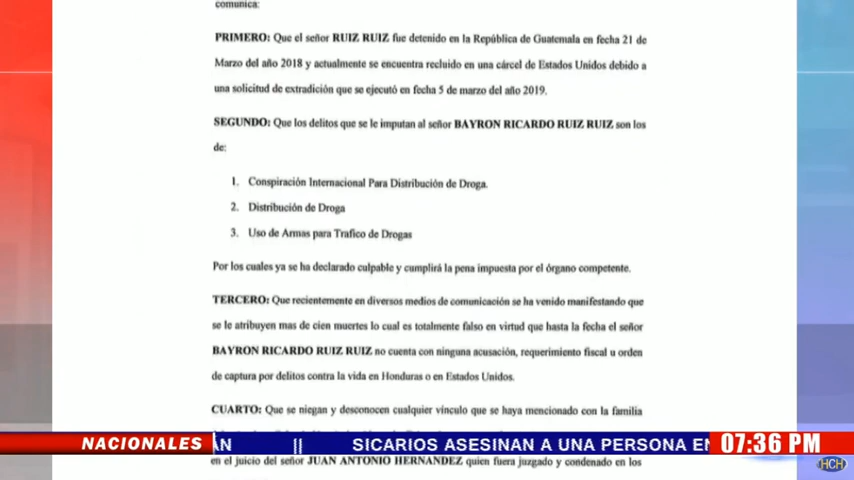 comunica:
PRIMERO: Que el señor RUIZ RUIZ fue detenido en la República de Guatemala en fecha 21 de
Marzo del año 2018 y actualmente se encuentra recluido en una cárcel de Estados Unidos debido a
una solicitud de extradición que se ejecutó en fecha 5 de marzo del año 2019.
SEGUNDO: Que los delitos que se le imputan al señor BAYRON RICARDO RUIZ RUIZ son los
de:
1. Conspiración Internacional Para Distribución de Droga.
2. Distribución de Droga
3. Uso de Armas para Trafico de Drogas
Por los cuales ya se ha declarado culpable y cumplirá la pena impuesta por el órgano competente.
TERCERO: Que recientemente en diversos medios de comunicación se ha venido manifestando que
se le atribuyen mas de cien muertes lo cual es totalmente falso en virtud que hasta la fecha el señor
BAYRON RICARDO RUIZ RUIZ no cuenta con ninguna acusación, requerimiento fiscal u orden
de captura por delitos contra la vida en Honduras o en Estados Unidos.
CUARTO: Que se niegan y desconocen cualquier vínculo que se haya mencionado con la familia
NACIONALES ÁN || SICARIOS ASESINAN A UNA PERSONA EN 07:36 PM
en el juicio del señor JUAN ANTONIO HERNANDEZ quien fuera juzgado y condenado en los
HCH